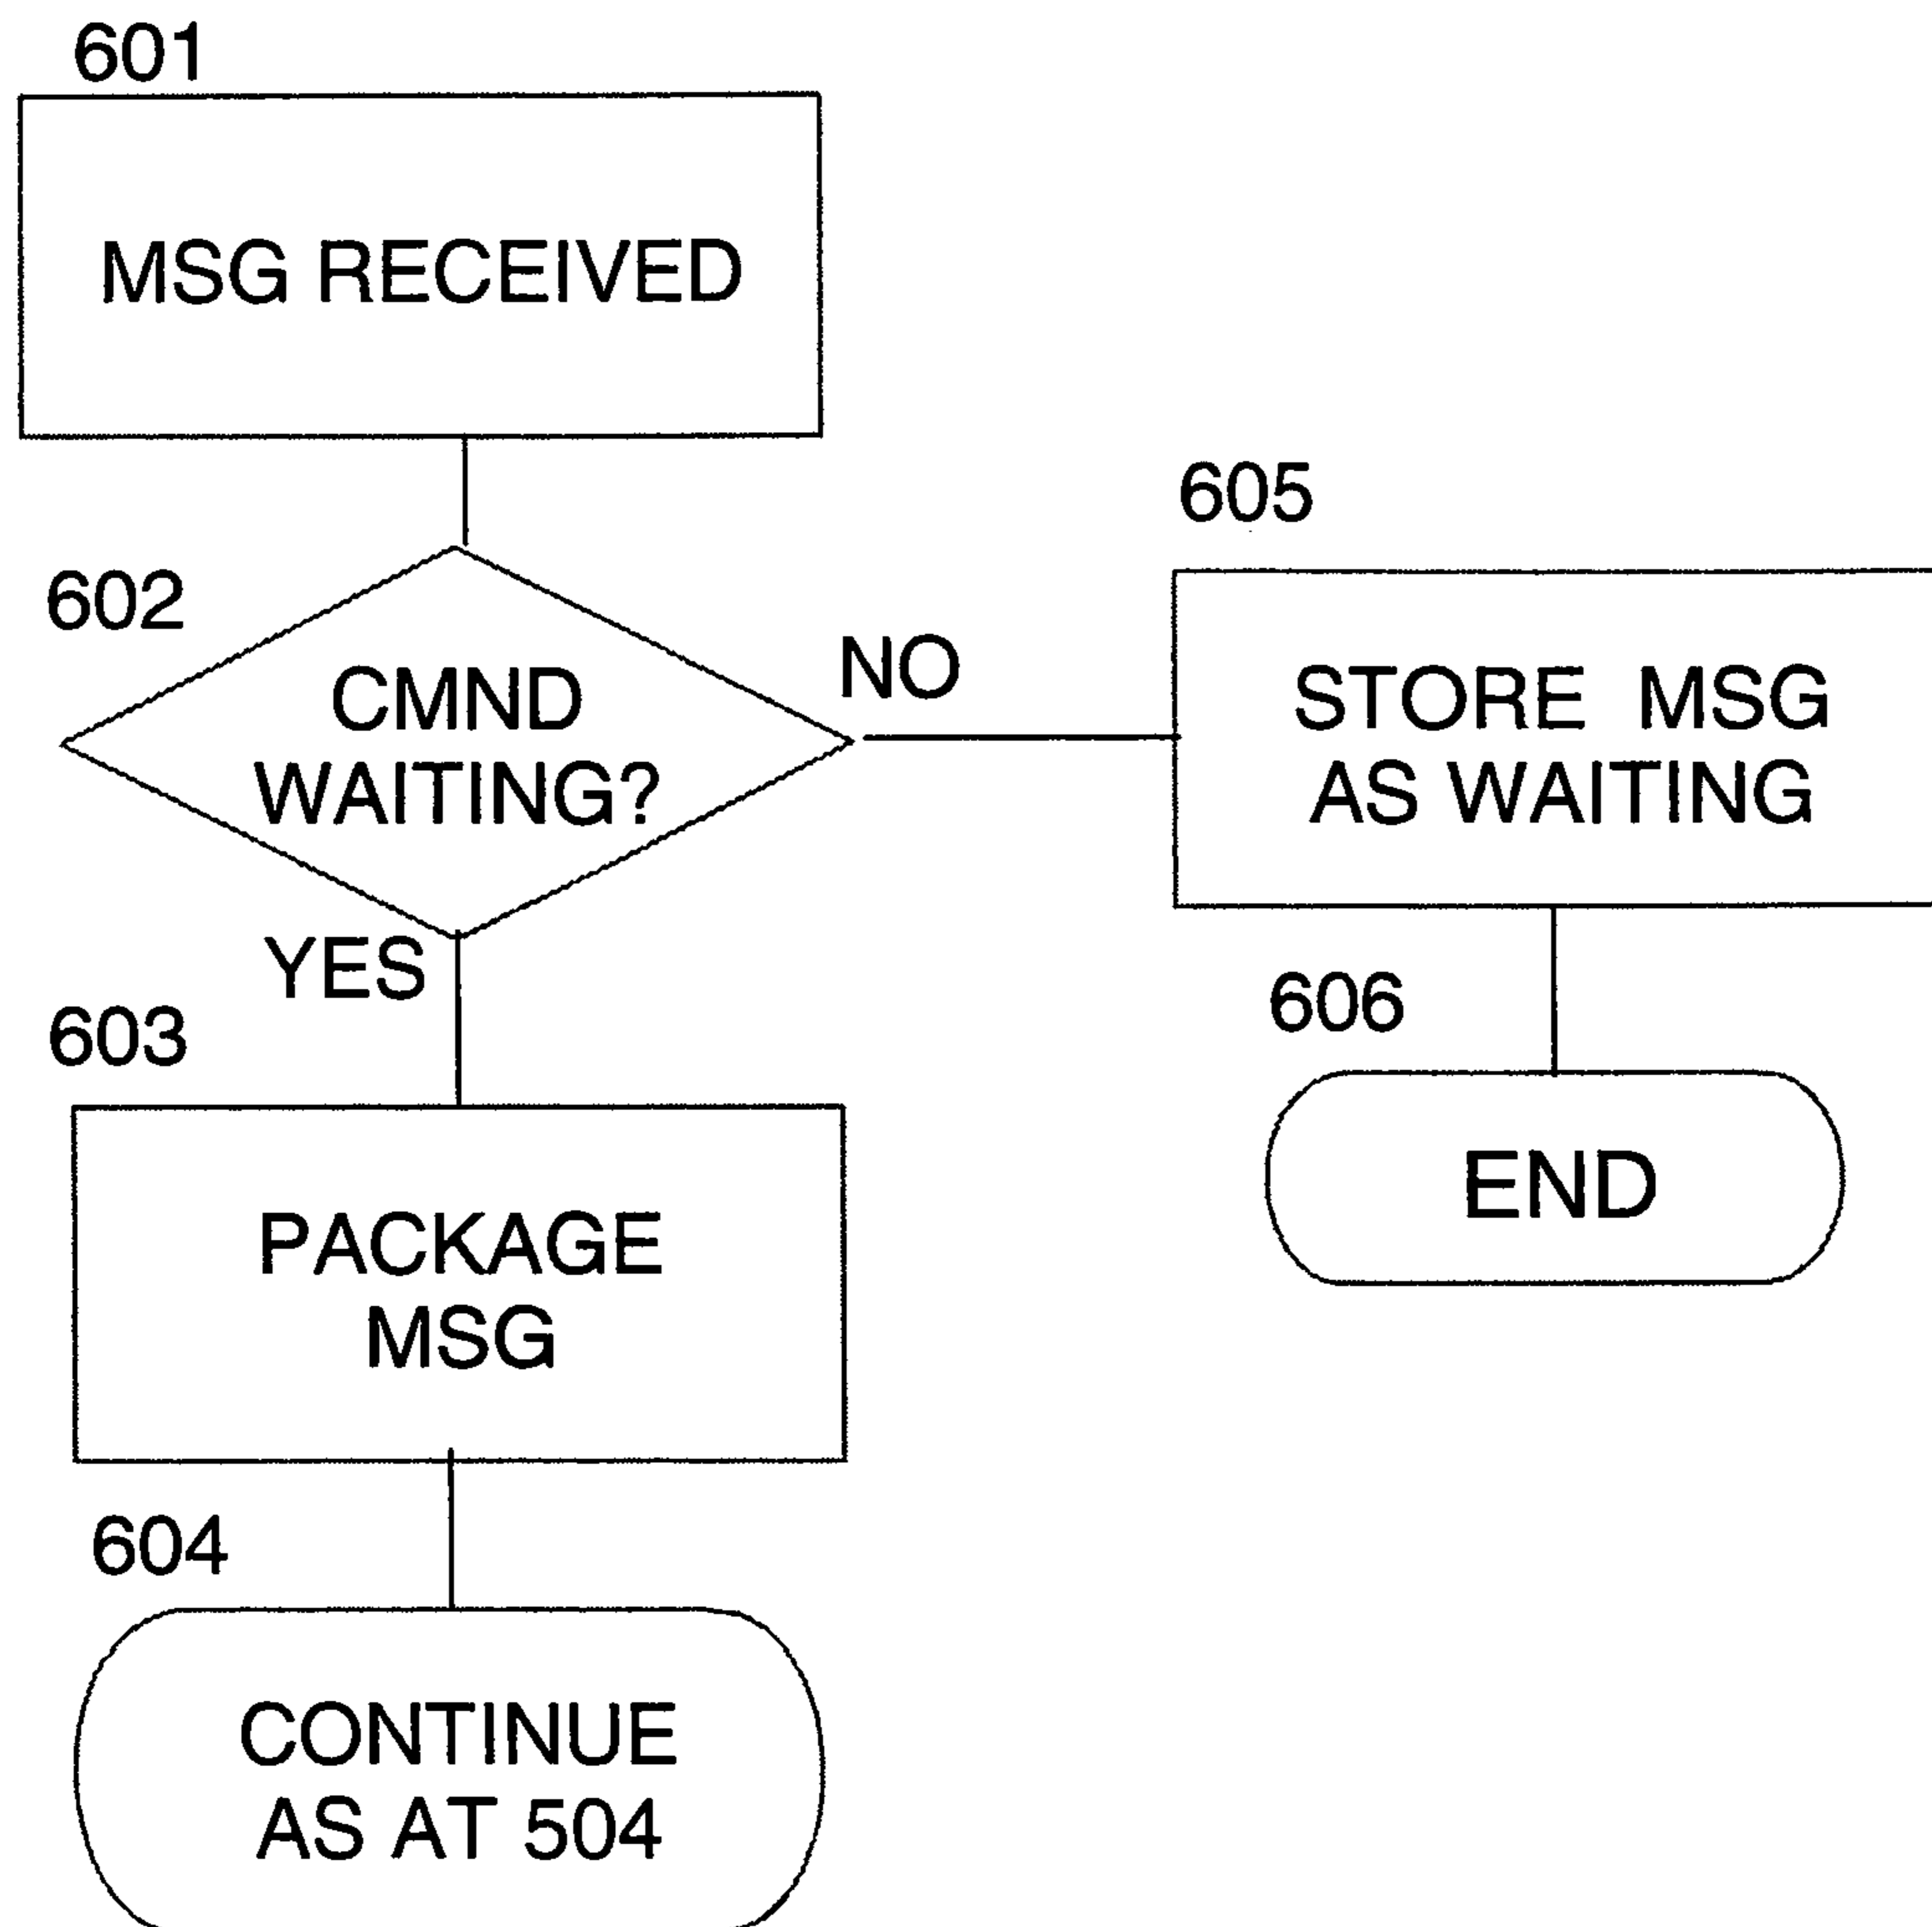 601
MSG RECEIVED
602
CMND
WAITING?
NO
YES
605
STORE MSG
AS WAITING
606
END
603
PACKAGE
MSG
604
CONTINUE
AS AT 504